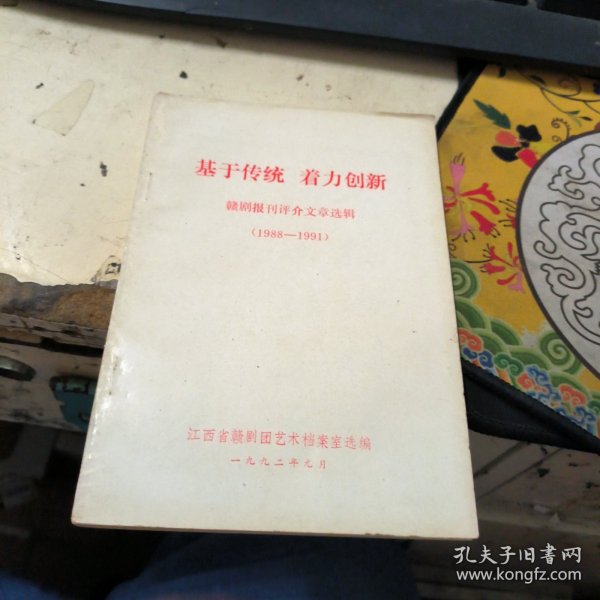 基于传统 着力创新
赣剧报刊评介文章选辑
（1988—1991）
江西省赣剧团艺术档案室选编
一九九二年元月
孔夫子旧书网
www.kongfz.com